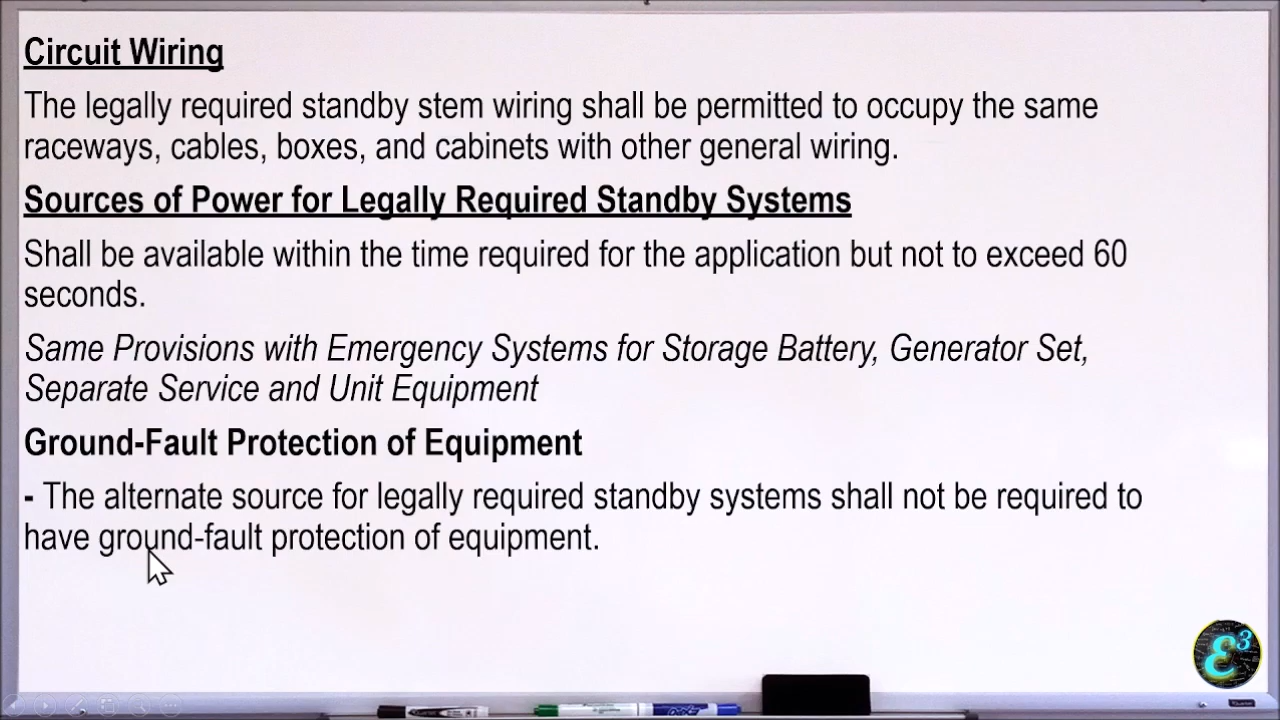 Circuit Wiring
The legally required standby stem wiring shall be permitted to occupy the same
raceways, cables, boxes, and cabinets with other general wiring.
Sources of Power for Legally Required Standby Systems
Shall be available within the time required for the application but not to exceed 60
seconds.
Same Provisions with Emergency Systems for Storage Battery, Generator Set,
Separate Service and Unit Equipment
Ground-Fault Protection of Equipment
- The alternate source for legally required standby systems shall not be required to
have ground-fault protection of equipment.
ε3